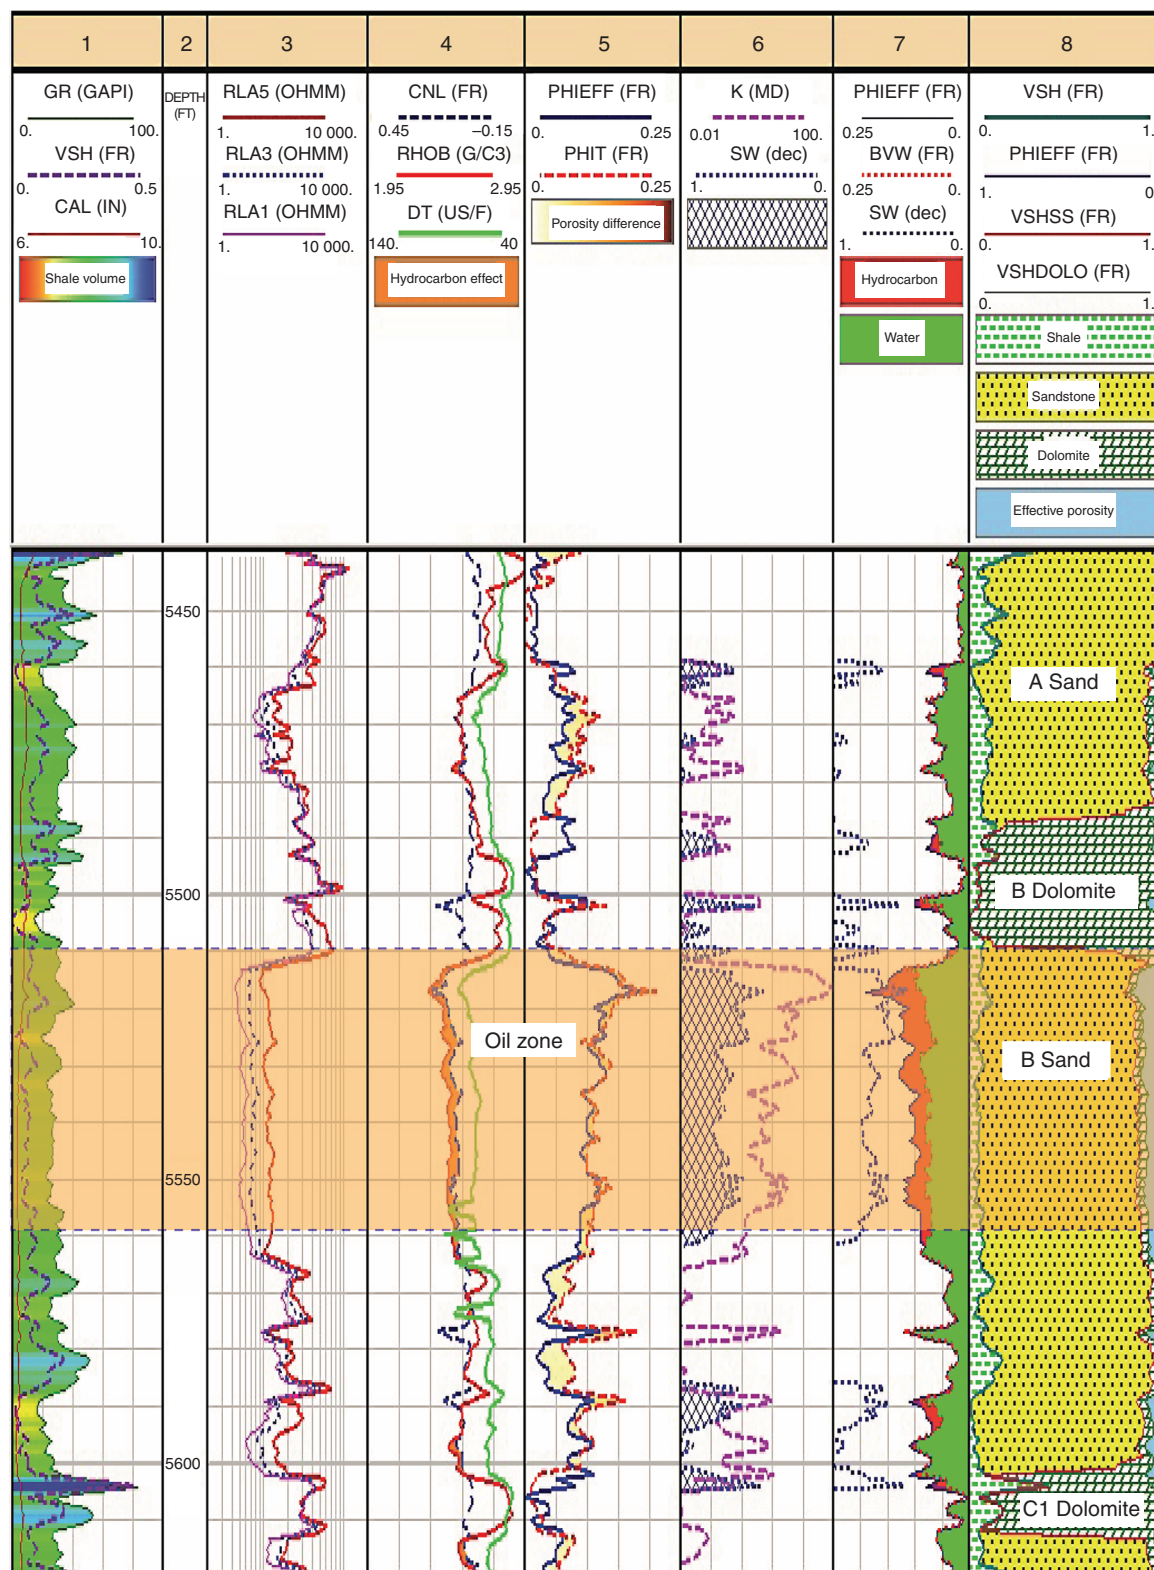 1 2 3 4 5 6 7 8
GR (GAPI)
0. 100.
VSH (FR)
0. 0.5
CAL (IN)
6. 10.
Shale volume
DEPTH
(FT)
RLA5 (OHMM)
1. 10 000.
RLA3 (OHMM)
1. 10 000.
RLA1 (OHMM)
1. 10 000.
CNL (FR)
0.45 −0.15
RHOB (G/C3)
1.95 2.95
DT (US/F)
140. 40
Hydrocarbon effect
PHIEFF (FR)
0. 0.25
PHIT (FR)
0. 0.25
Porosity difference
K (MD)
0.01 100.
SW (dec)
1. 0.
PHIEFF (FR)
0.25 0.
BVW (FR)
0.25 0.
SW (dec)
1. 0.
Hydrocarbon
Water
VSH (FR)
0. 1.
PHIEFF (FR)
1. 0.
VSHSS (FR)
0. 1.
VSHDOLO (FR)
0. 1.
Shale
Sandstone
Dolomite
Effective porosity
5450
A Sand
5500
B Dolomite
Oil zone
B Sand
5550
5600
C1 Dolomite